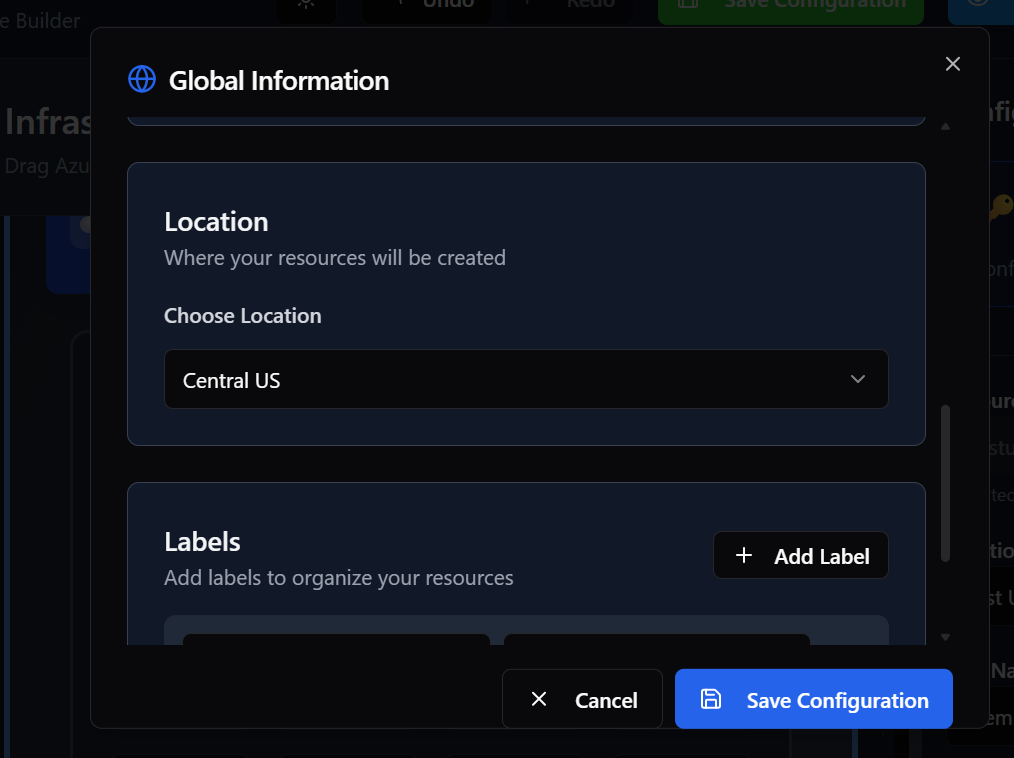 e Builder
Undo
Redo
Save Configuration
Global Information
Infras
Drag Azu
Location
Where your resources will be created
Choose Location
Central US
Labels
Add labels to organize your resources
Add Label
Cancel
Save Configuration